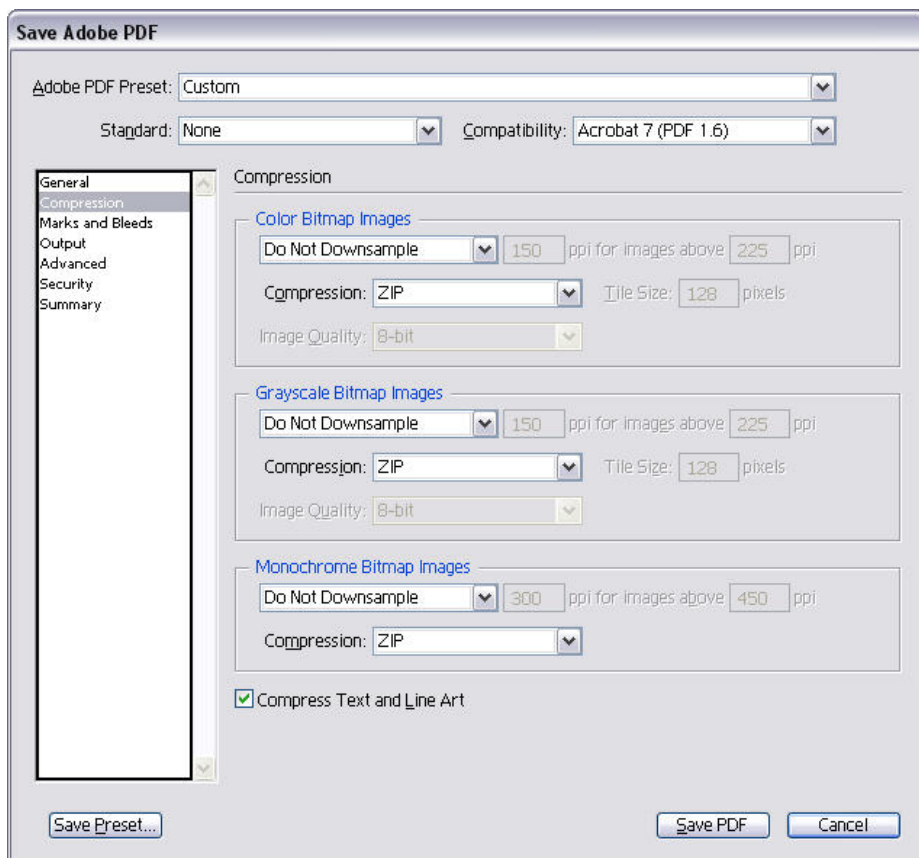 Save Adobe PDF
Adobe PDF Preset: Custom
Standard: None Compatibility: Acrobat 7 (PDF 1.6)
General
Compression
Marks and Bleeds
Output
Advanced
Security
Summary
Compression
Color Bitmap Images
Do Not Downsample 150 ppi for images above 225 ppi
Compression: ZIP Tile Size: 128 pixels
Image Quality: 8-bit
Grayscale Bitmap Images
Do Not Downsample 150 ppi for images above 225 ppi
Compression: ZIP Tile Size: 128 pixels
Image Quality: 8-bit
Monochrome Bitmap Images
Do Not Downsample 300 ppi for images above 450 ppi
Compression: ZIP
Compress Text and Line Art
Save Preset... Save PDF Cancel